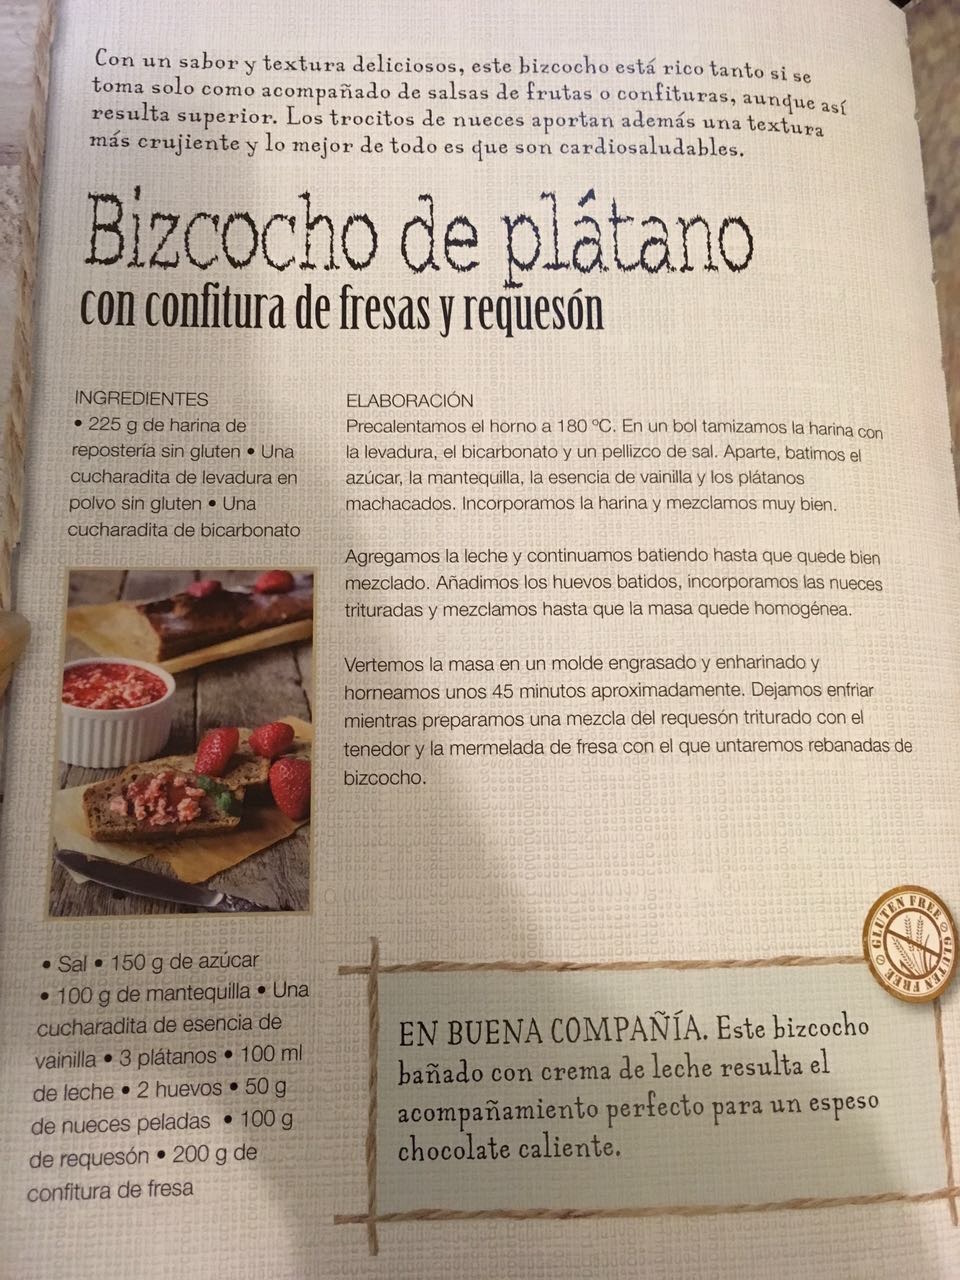 Con un sabor y textura deliciosos, este bizcocho está rico tanto si se
toma solo como acompañado de salsas de frutas o confituras, aunque así
resulta superior. Los trocitos de nueces aportan además una textura
más crujiente y lo mejor de todo es que son cardiosaludables.
Bizcocho de plátano
con confitura de fresas y requesón
INGREDIENTES
• 225 g de harina de
repostería sin gluten • Una
cucharadita de levadura en
polvo sin gluten • Una
cucharadita de bicarbonato
• Sal • 150 g de azúcar
• 100 g de mantequilla • Una
cucharadita de esencia de
vainilla • 3 plátanos • 100 ml
de leche • 2 huevos • 50 g
de nueces peladas • 100 g
de requesón • 200 g de
confitura de fresa
ELABORACIÓN
Precalentamos el horno a 180 ºC. En un bol tamizamos la harina con
la levadura, el bicarbonato y un pellizco de sal. Aparte, batimos el
azúcar, la mantequilla, la esencia de vainilla y los plátanos
machacados. Incorporamos la harina y mezclamos muy bien.
Agregamos la leche y continuamos batiendo hasta que quede bien
mezclado. Añadimos los huevos batidos, incorporamos las nueces
trituradas y mezclamos hasta que la masa quede homogénea.
Vertemos la masa en un molde engrasado y enharinado y
horneamos unos 45 minutos aproximadamente. Dejamos enfriar
mientras preparamos una mezcla del requesón triturado con el
tenedor y la mermelada de fresa con el que untaremos rebanadas de
bizcocho.
GLUTEN FREE
GLUTEN FREE
EN BUENA COMPAÑÍA. Este bizcocho
bañado con crema de leche resulta el
acompañamiento perfecto para un espeso
chocolate caliente.